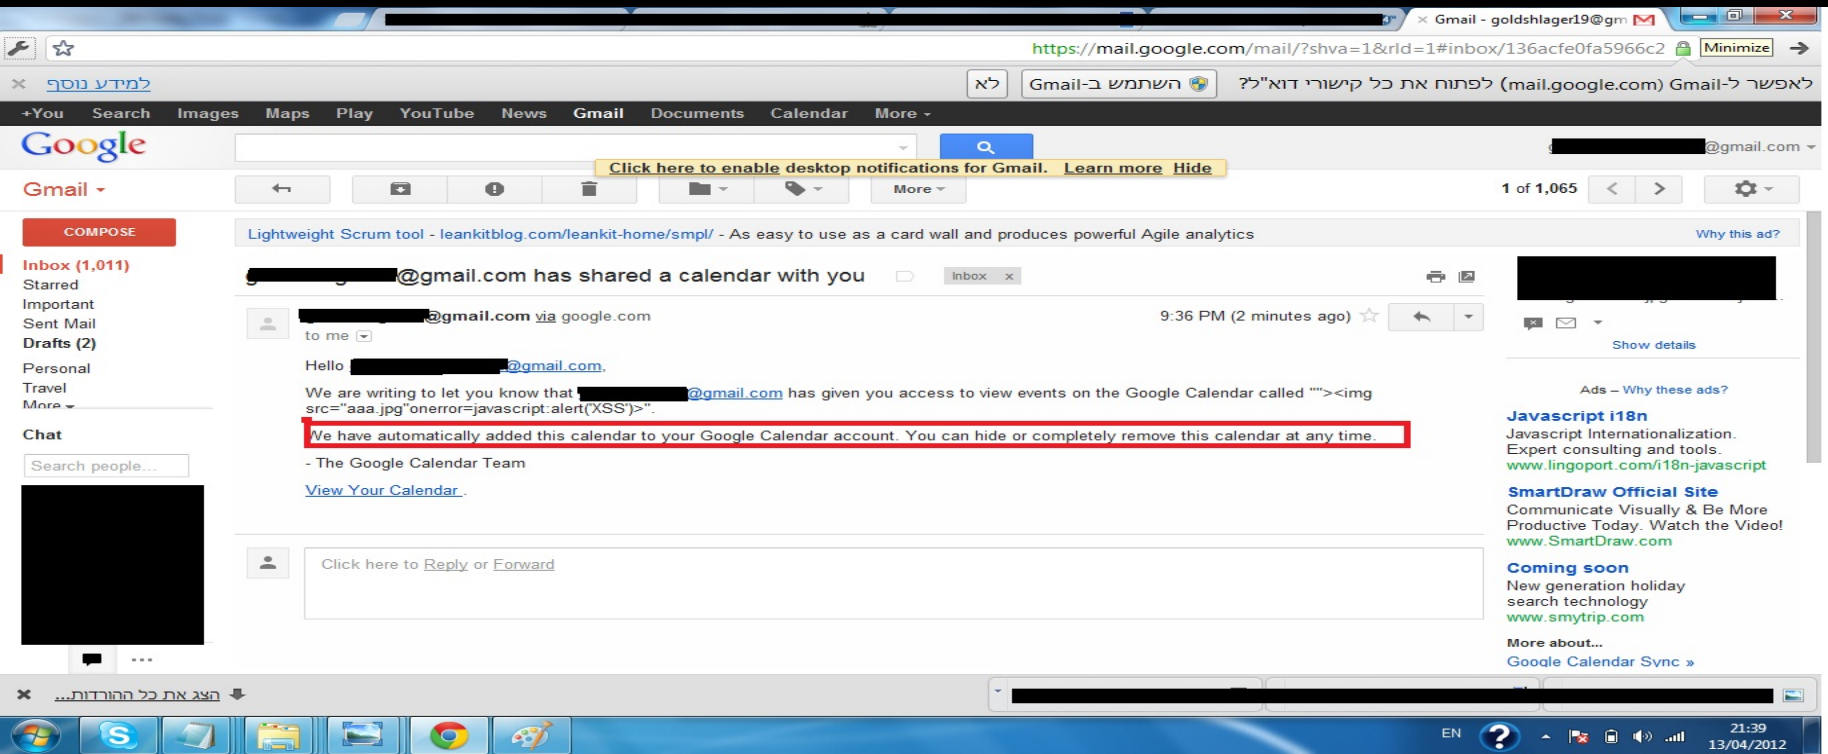 Gmail - goldshlager19@gm
https://mail.google.com/mail/?shva=1&rld=1#inbox/136acfe0fa5966c2
Minimize
לאפשר ל-Gmail (mail.google.com) לפתוח את כל קישורי דוא"ל?
השתמש ב-Gmail
לא
למידע נוסף
+You Search Images Maps Play YouTube News Gmail Documents Calendar More
Google
@gmail.com
Click here to enable desktop notifications for Gmail. Learn more Hide
Gmail
More
1 of 1,065
COMPOSE
Lightweight Scrum tool - leankitblog.com/leankit-home/smpl/ - As easy to use as a card wall and produces powerful Agile analytics
Why this ad?
Inbox (1,011)
Starred
Important
Sent Mail
Drafts (2)
Personal
Travel
More
Chat
Search people...
@gmail.com has shared a calendar with you
Inbox x
@gmail.com via google.com
9:36 PM (2 minutes ago)
to me
Hello @gmail.com,
We are writing to let you know that @gmail.com has given you access to view events on the Google Calendar called ""><img
src="aaa.jpg"onerror=javascript:alert('XSS')>".
We have automatically added this calendar to your Google Calendar account. You can hide or completely remove this calendar at any time.
- The Google Calendar Team
View Your Calendar .
Click here to Reply or Forward
Show details
Ads – Why these ads?
Javascript i18n
Javascript Internationalization.
Expert consulting and tools.
www.lingoport.com/i18n-javascript
SmartDraw Official Site
Communicate Visually & Be More
Productive Today. Watch the Video!
www.SmartDraw.com
Coming soon
New generation holiday
search technology
www.smytrip.com
More about...
Google Calendar Sync »
הצג את כל ההורדות...
EN
21:39
13/04/2012